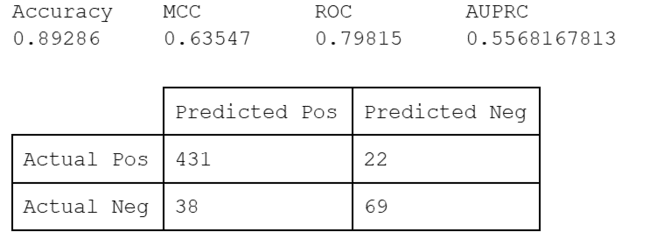 Accuracy MCC ROC AUPRC
0.89286 0.63547 0.79815 0.5568167813
Predicted Pos Predicted Neg
Actual Pos 431 22
Actual Neg 38 69